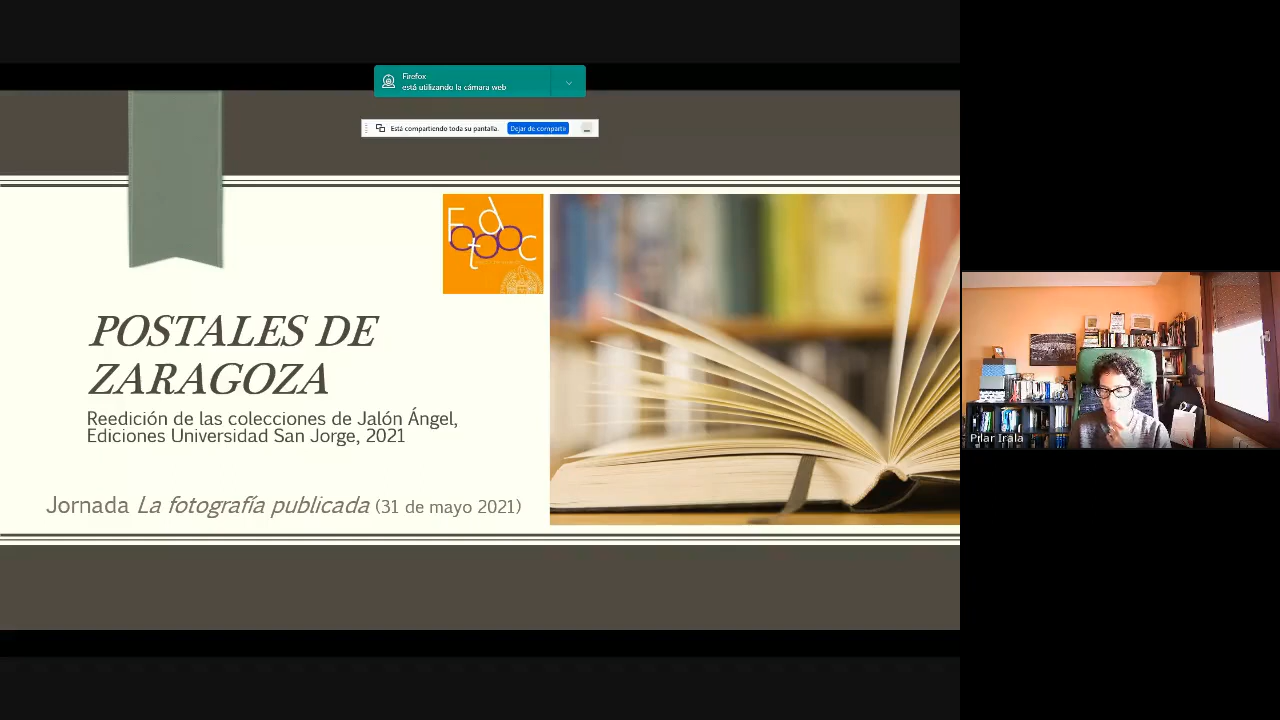 Firefox
está utilizando la cámara web
Está compartiendo toda su pantalla.
Dejar de compartir
Fotodoc
POSTALES DE
ZARAGOZA
Reedición de las colecciones de Jalón Ángel,
Ediciones Universidad San Jorge, 2021
Jornada La fotografía publicada (31 de mayo 2021)
Pilar Irala